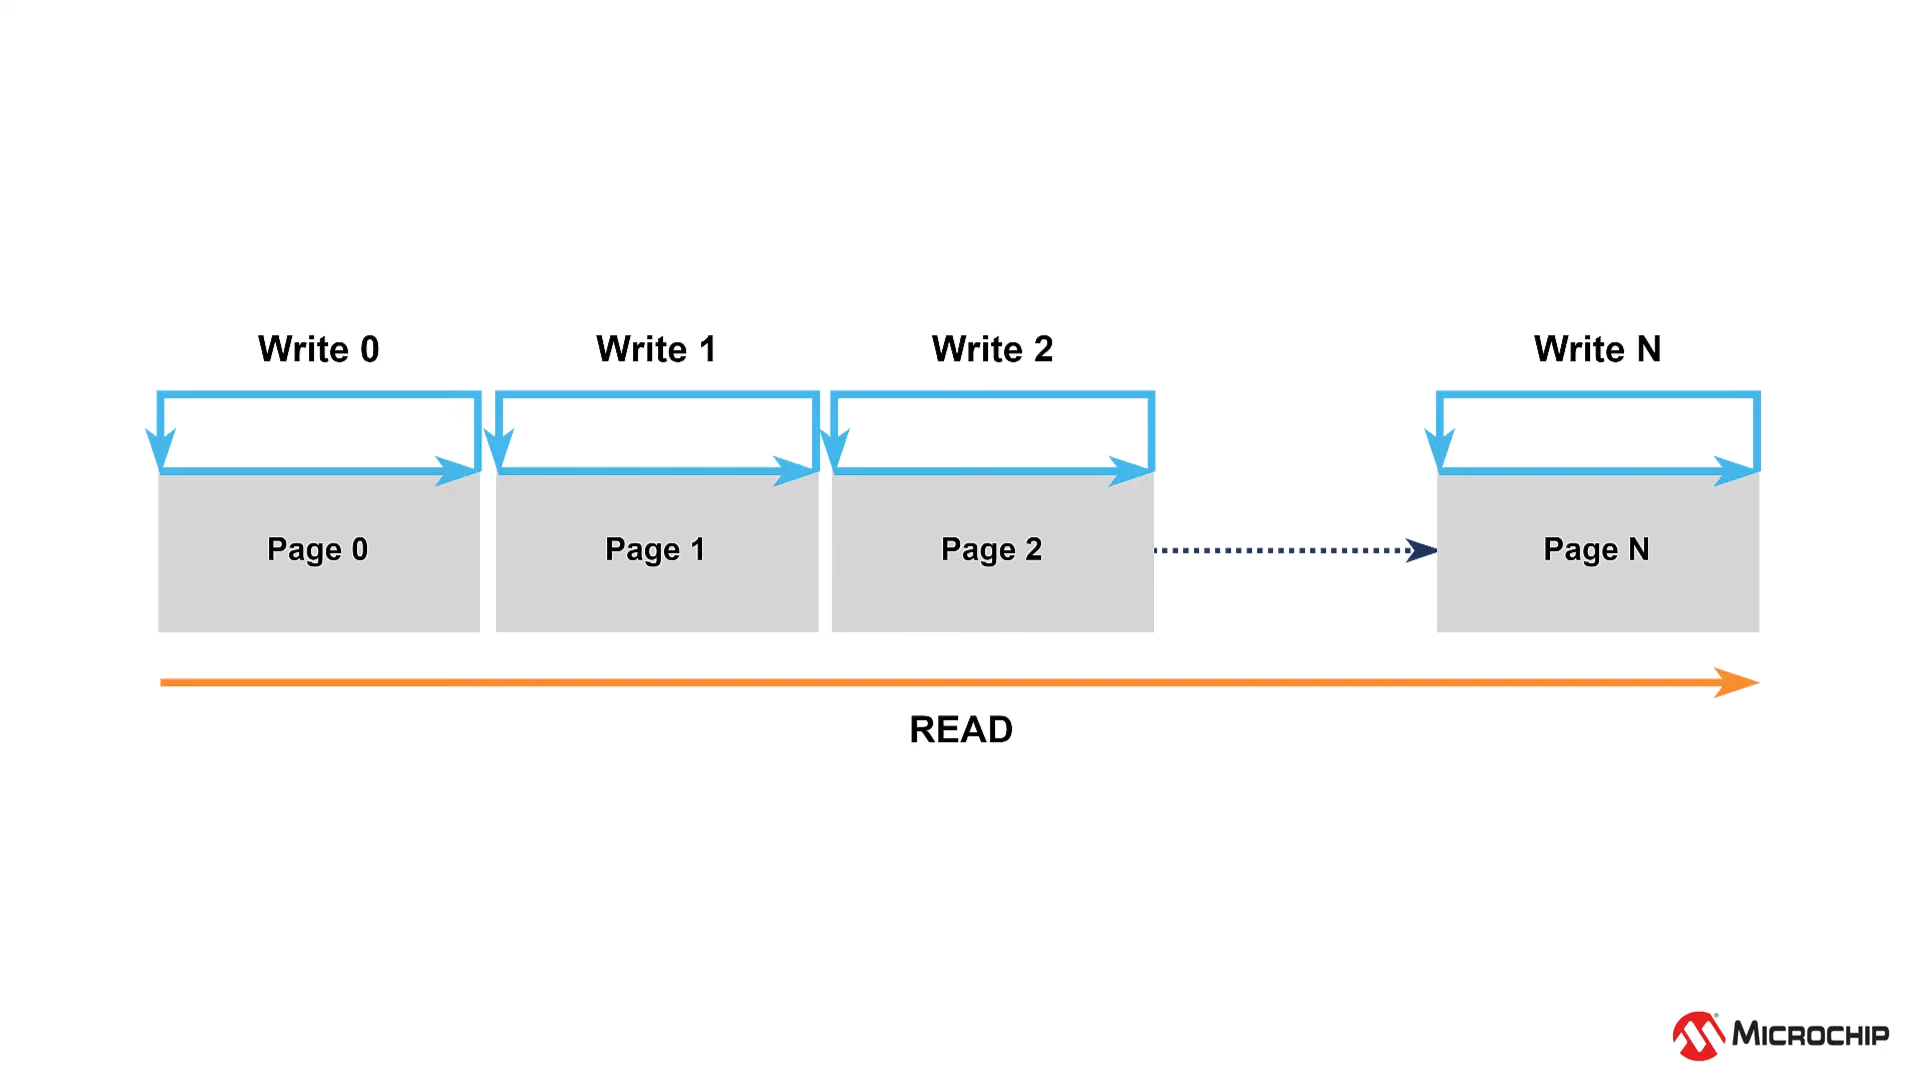 Write 0
Write 1
Write 2
Write N
Page 0
Page 1
Page 2
Page N
READ
MICROCHIP